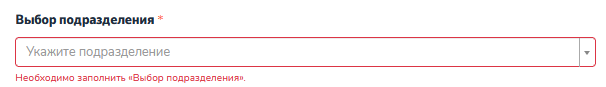 Выбор подразделения *
Укажите подразделение
Необходимо заполнить «Выбор подразделения».